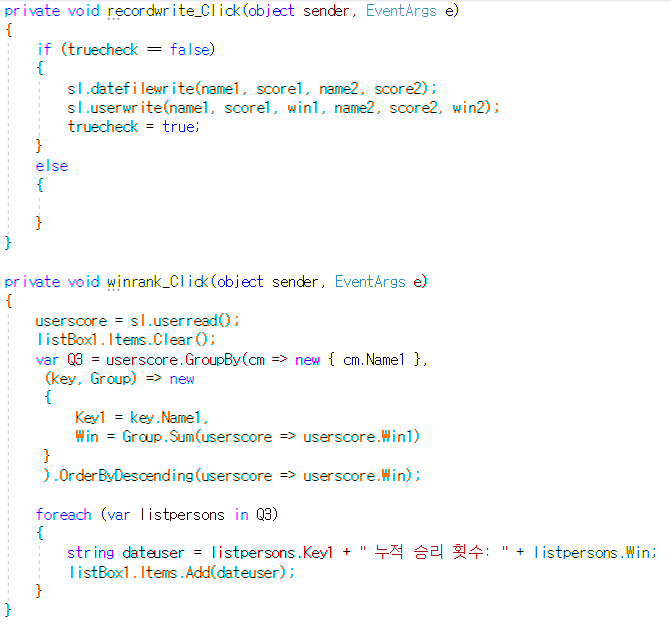 private void recordwrite_Click(object sender, EventArgs e)
{
if (truecheck == false)
{
sl.datefilewrite(name1, score1, name2, score2);
sl.userwrite(name1, score1, win1, name2, score2, win2);
truecheck = true;
}
else
{
}
}
private void winrank_Click(object sender, EventArgs e)
{
userscore = sl.userread();
listBox1.Items.Clear();
var Q3 = userscore.GroupBy(cm => new { cm.Name1 },
(key, Group) => new
{
Key1 = key.Name1,
Win = Group.Sum(userscore => userscore.Win1)
}
).OrderByDescending(userscore => userscore.Win);
foreach (var listpersons in Q3)
{
string dateuser = listpersons.Key1 + " 누적 승리 횟수: " + listpersons.Win;
listBox1.Items.Add(dateuser);
}
}